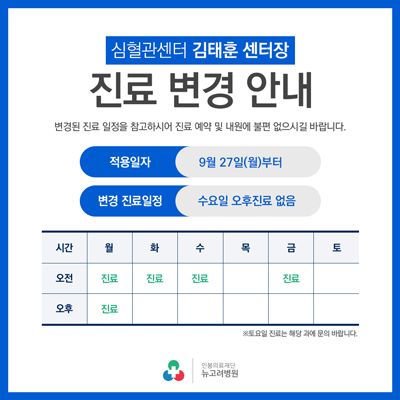 심혈관센터 김태훈 센터장
진료 변경 안내
변경된 진료 일정을 참고하시어 진료 예약 및 내원에 불편 없으시길 바랍니다.
적용일자 9월 27일(월)부터
변경 진료일정 수요일 오후진료 없음
시간 월 화 수 목 금 토
오전 진료 진료 진료 진료
오후 진료
※토요일 진료는 해당 과에 문의 바랍니다.
인봉의료재단
뉴고려병원